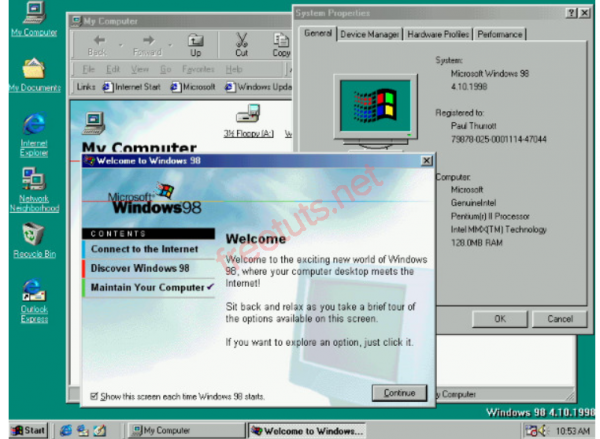 My Computer
My Documents
Internet
Explorer
Network
Neighborhood
Recycle Bin
Outlook
Express
My Computer
Back
Forward
Up
Cut
Copy
File Edit View Go Favorites Help
Links Internet Start Microsoft Windows Upda
My Computer
3½ Floppy (A:)
System Properties
General Device Manager Hardware Profiles Performance
System:
Microsoft Windows 98
4.10.1998
Registered to:
Paul Thurrott
79878-025-0001114-47044
Computer:
Microsoft
GenuineIntel
Pentium(r) II Processor
Intel MMX(TM) Technology
128.0MB RAM
OK Cancel
Welcome to Windows 98
Microsoft
Windows98
CONTENTS
Connect to the Internet
Discover Windows 98
Maintain Your Computer
Welcome
Welcome to the exciting new world of Windows
98, where your computer desktop meets the
Internet!
Sit back and relax as you take a brief tour of
the options available on this screen.
If you want to explore an option, just click it.
Show this screen each time Windows 98 starts.
Continue
freetuts.net
y Computer
Windows 98 4.10.1998
Start
My Computer
Welcome to Windows...
10:53 AM